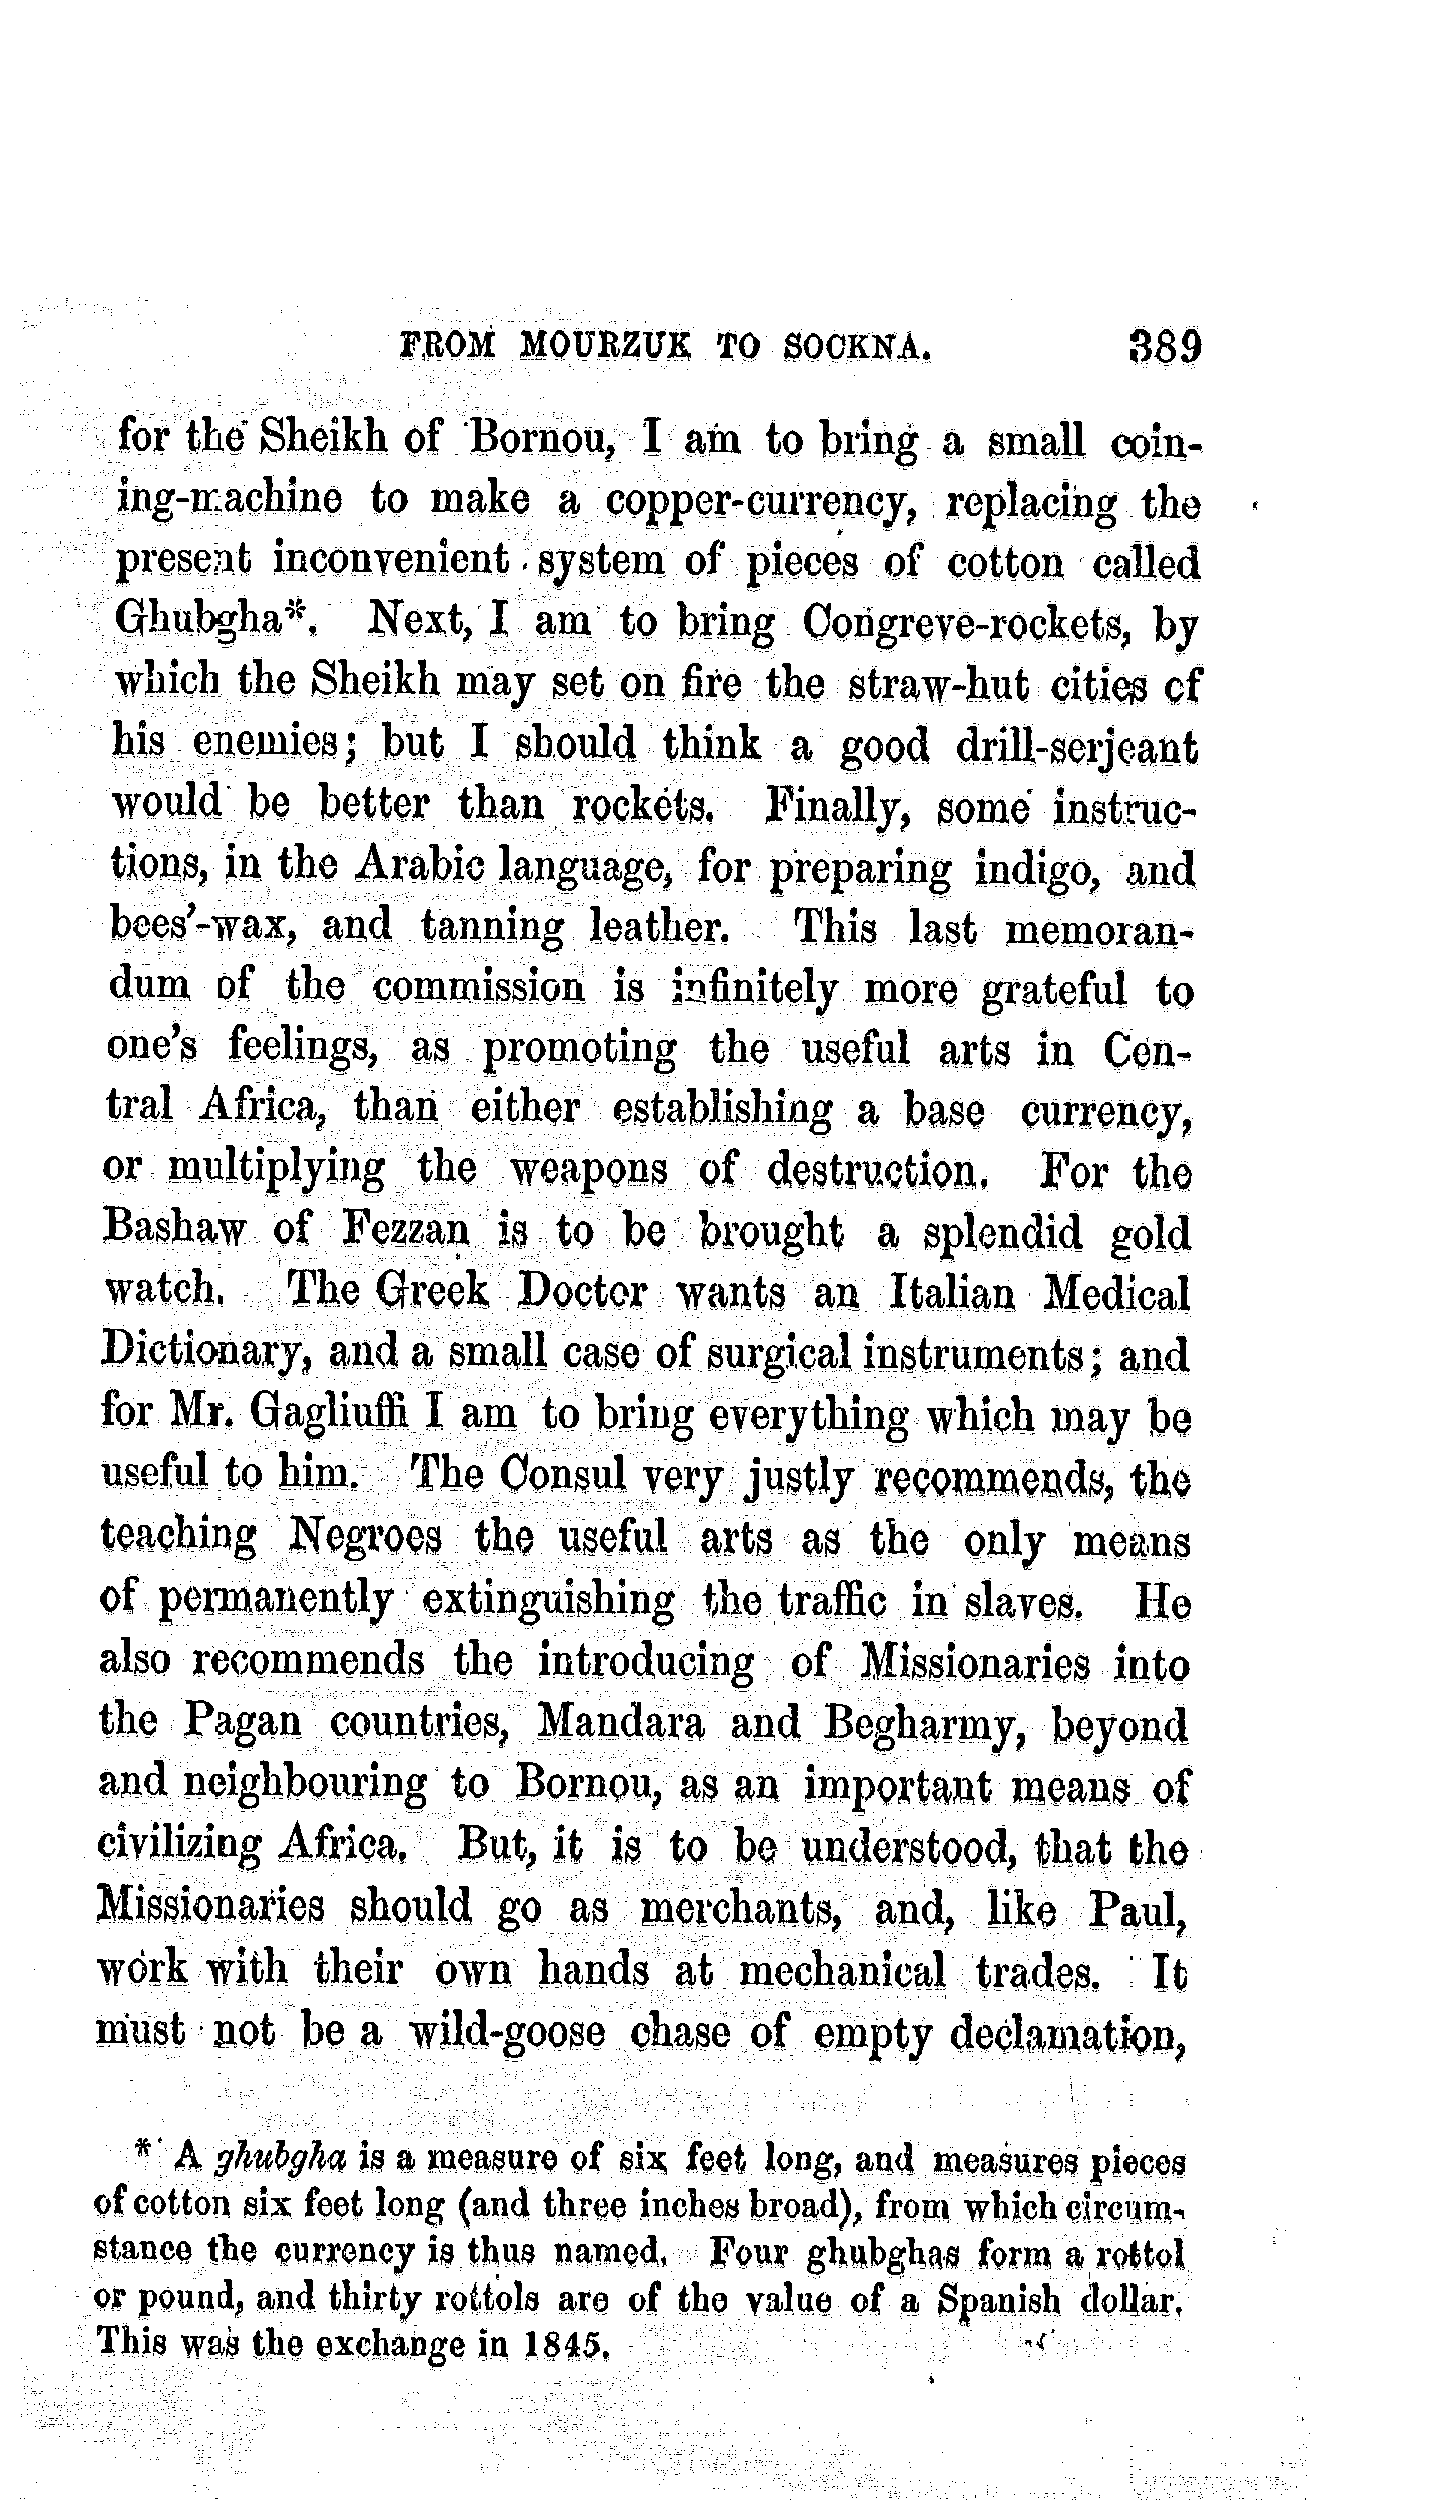 FROM MOURZUK TO SOCKNA. 389
for the Sheikh of Bornou, I am to bring a small coin-
ing-machine to make a copper-currency, replacing the
present inconvenient system of pieces of cotton called
Ghubgha*. Next, I am to bring Congreve-rockets, by
which the Sheikh may set on fire the straw-hut cities of
his enemies; but I should think a good drill-serjeant
would be better than rockets. Finally, some instruc-
tions, in the Arabic language, for preparing indigo, and
bees'-wax, and tanning leather. This last memoran-
dum of the commission is infinitely more grateful to
one's feelings, as promoting the useful arts in Cen-
tral Africa, than either establishing a base currency,
or multiplying the weapons of destruction. For the
Bashaw of Fezzan is to be brought a splendid gold
watch. The Greek Doctor wants an Italian Medical
Dictionary, and a small case of surgical instruments; and
for Mr. Gagliuffi I am to bring everything which may be
useful to him. The Consul very justly recommends, the
teaching Negroes the useful arts as the only means
of permanently extinguishing the traffic in slaves. He
also recommends the introducing of Missionaries into
the Pagan countries, Mandara and Begharmy, beyond
and neighbouring to Bornou, as an important means of
civilizing Africa. But, it is to be understood, that the
Missionaries should go as merchants, and, like Paul,
work with their own hands at mechanical trades. It
must not be a wild-goose chase of empty declamation,
* A ghubgha is a measure of six feet long, and measures pieces
of cotton six feet long (and three inches broad), from which circum-
stance the currency is thus named. Four ghubghas form a rottol
or pound, and thirty rottols are of the value of a Spanish dollar.
This was the exchange in 1845.